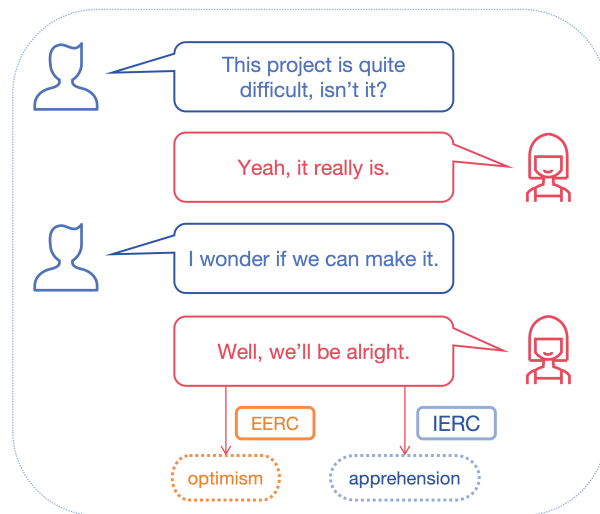 This project is quite
difficult, isn't it?
Yeah, it really is.
I wonder if we can make it.
Well, we'll be alright.
EERC
IERC
optimism
apprehension